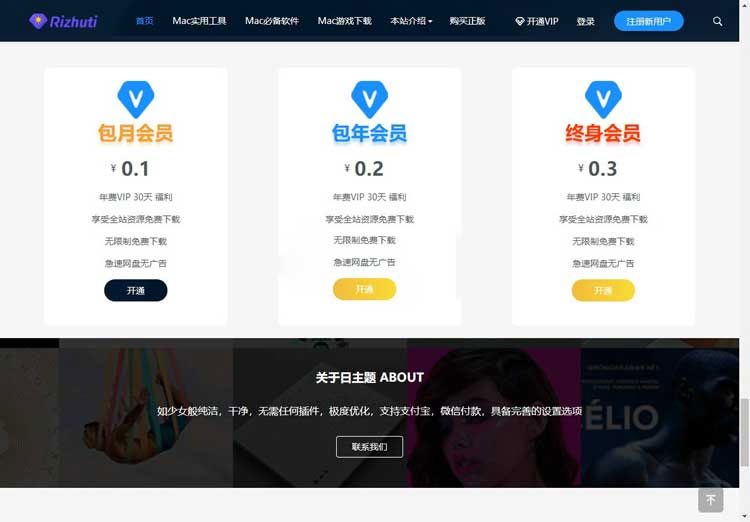 Rizhuti 首页 Mac实用工具 Mac必备软件 Mac游戏下载 本站介绍 购买正版 开通VIP 登录 注册新用户
V V V
包月会员 包年会员 终身会员
¥ 0.1 ¥ 0.2 ¥ 0.3
年费VIP 30天 福利 年费VIP 30天 福利 年费VIP 30天 福利
享受全站资源免费下载 享受全站资源免费下载 享受全站资源免费下载
无限制免费下载 无限制免费下载 无限制免费下载
急速网盘无广告 急速网盘无广告 急速网盘无广告
开通 开通 开通
关于日主题 ABOUT
如少女般纯洁，干净，无需任何插件，极度优化，支持支付宝，微信付款，具备完善的设置选项
ÉLIO
联系我们